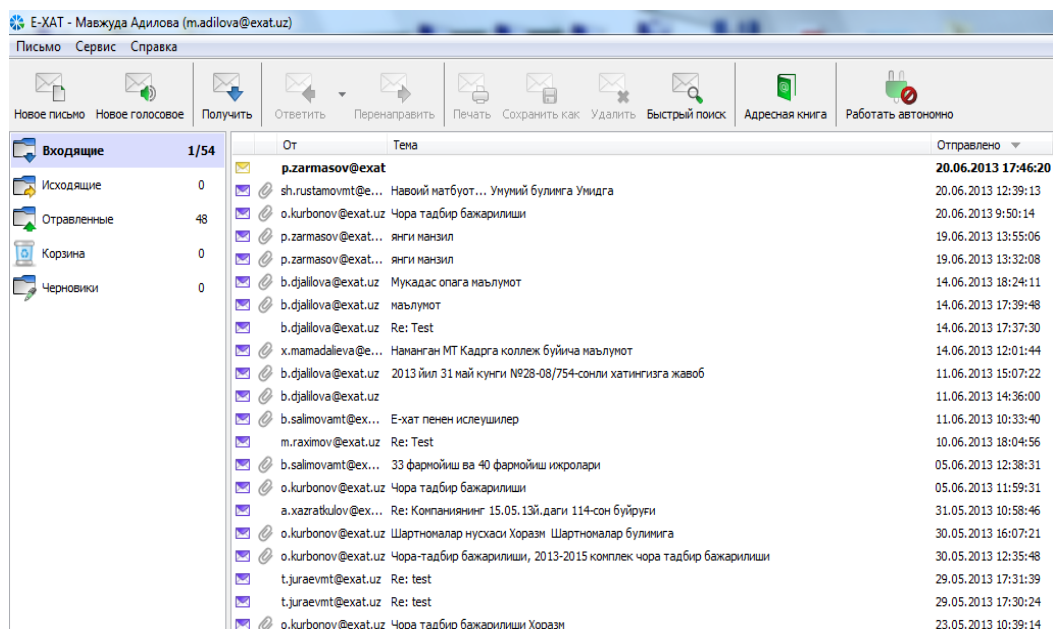 E-XAT - Мавжуда Адилова (m.adilova@exat.uz)
Письмо Сервис Справка
Новое письмо Новое голосовое Получить Ответить Перенаправить Печать Сохранить как Удалить Быстрый поиск Адресная книга Работать автономно
Входящие 1/54
Исходящие 0
Отравленные 48
Корзина 0
Черновики 0
От Тема Отправлено
p.zarmasov@exat 20.06.2013 17:46:20
sh.rustamovmt@e... Навоий матбуот... Умумий булинга Умидга 20.06.2013 12:39:13
o.kurbonov@exat.uz Чора тадбир бажарилиши 20.06.2013 9:50:14
p.zarmasov@exat... янги манзил 19.06.2013 13:55:06
p.zarmasov@exat... янги манзил 19.06.2013 13:32:08
b.djalilova@exat.uz Мукадас опага маълумот 14.06.2013 18:24:11
b.djalilova@exat.uz маълумот 14.06.2013 17:39:48
b.djalilova@exat.uz Re: Test 14.06.2013 17:37:30
x.mamadalieva@e... Наманган МТ Кадрга коллеж буйича маълумот 14.06.2013 12:01:44
b.djalilova@exat.uz 2013 йил 31 май кунги №28-08/754-сонли хатингизга жавоб 11.06.2013 15:07:22
b.djalilova@exat.uz 11.06.2013 14:36:00
b.salimovamt@ex... Е-хат пенен ислеушилер 11.06.2013 10:33:40
m.raximov@exat.uz Re: Test 10.06.2013 18:04:56
b.salimovamt@ex... 33 фармойиш ва 40 фармойиш ижролари 05.06.2013 12:38:31
o.kurbonov@exat.uz Чора тадбир бажарилиши 05.06.2013 11:59:31
a.xazratkulov@ex... Re: Компаниянинг 15.05.13й.даги 114-сон буйруғи 31.05.2013 10:58:46
o.kurbonov@exat.uz Шартномалар нусхаси Хоразм Шартномалар булимига 30.05.2013 16:07:21
o.kurbonov@exat.uz Чора-тадбир бажарилиши, 2013-2015 комплек чора тадбир бажарилиши 30.05.2013 12:35:48
t.juraevmt@exat.uz Re: test 29.05.2013 17:31:39
t.juraevmt@exat.uz Re: test 29.05.2013 17:30:24
o.kurbonov@exat.uz Чора тадбир бажарилиши Хоразм 23.05.2013 10:39:14